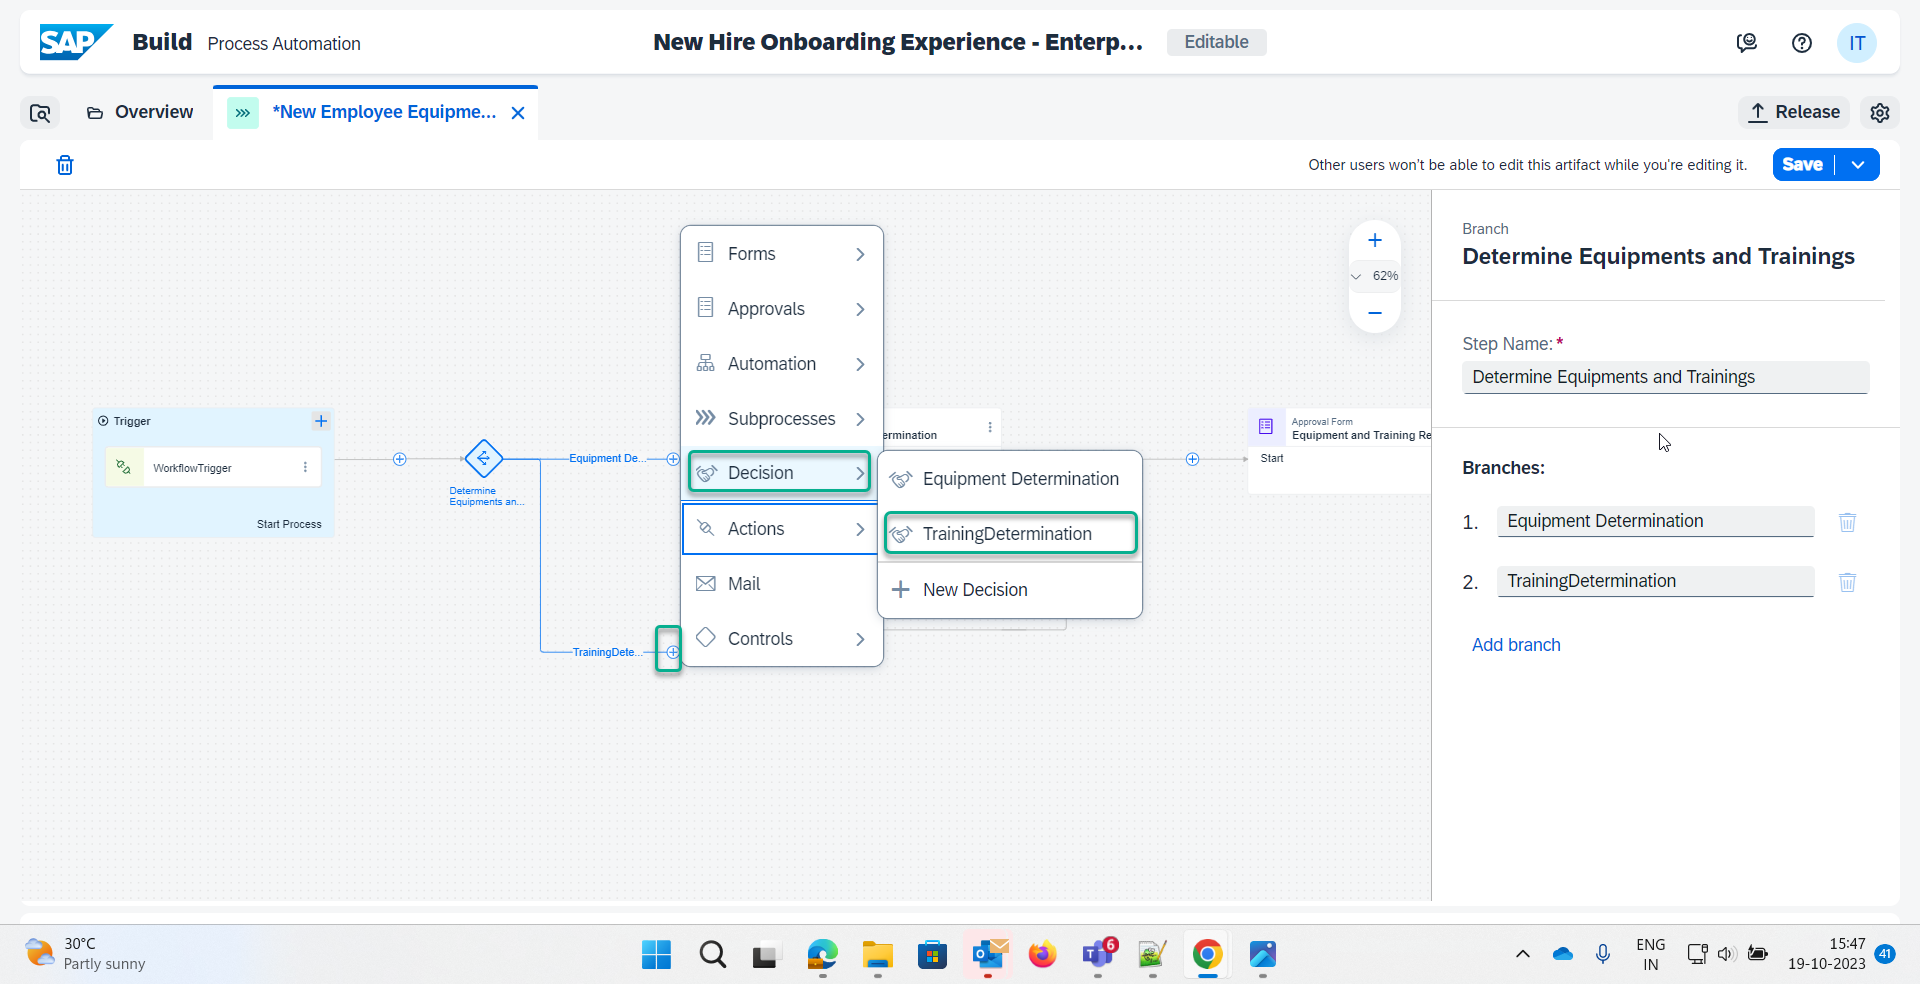 SAP Build Process Automation
New Hire Onboarding Experience - Enterp...
Editable
IT
Overview
*New Employee Equipme...
Release
Other users won't be able to edit this artifact while you're editing it.
Save
Forms
Approvals
Automation
Subprocesses
Decision
Actions
Mail
Controls
Equipment Determination
TrainingDetermination
New Decision
Trigger
WorkflowTrigger
Start Process
Determine
Equipments an...
Equipment De...
TrainingDete...
ermination
Approval Form
Equipment and Training Re
Start
62%
Branch
Determine Equipments and Trainings
Step Name:*
Determine Equipments and Trainings
Branches:
1. Equipment Determination
2. TrainingDetermination
Add branch
30°C
Partly sunny
6
ENG
IN
15:47
19-10-2023
41